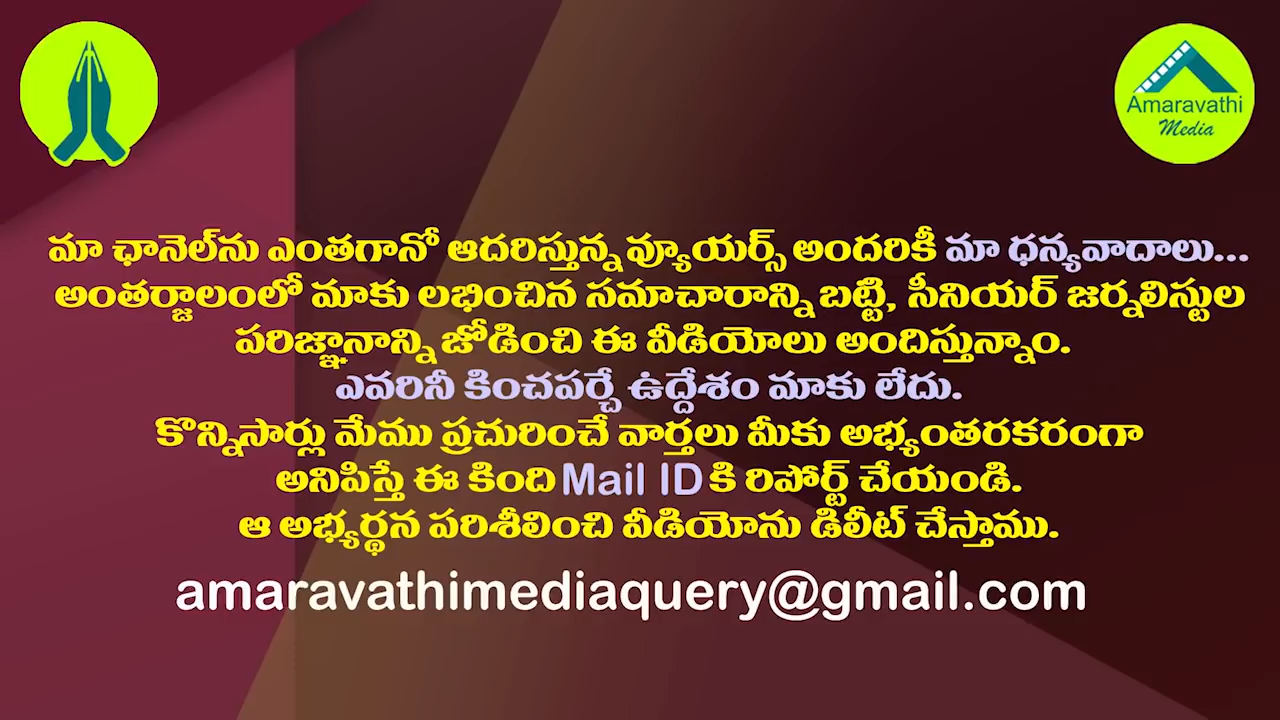 Amaravathi
Media
మా ఛానెల్‌ను ఎంతగానో ఆదరిస్తున్న వ్యూయర్స్ అందరికీ మా ధన్యవాదాలు...
అంతర్జాలంలో మాకు లభించిన సమాచారాన్ని బట్టి, సీనియర్ జర్నలిస్టుల
పరిజ్ఞానాన్ని జోడించి ఈ వీడియోలు అందిస్తున్నాం.
ఎవరినీ కించపర్చే ఉద్దేశం మాకు లేదు.
కొన్నిసార్లు మేము ప్రచురించే వార్తలు మీకు అభ్యంతరకరంగా
అనిపిస్తే ఈ కింది Mail ID కి రిపోర్ట్ చేయండి.
ఆ అభ్యర్థన పరిశీలించి వీడియోను డిలీట్ చేస్తాము.
amaravathimediaquery@gmail.com